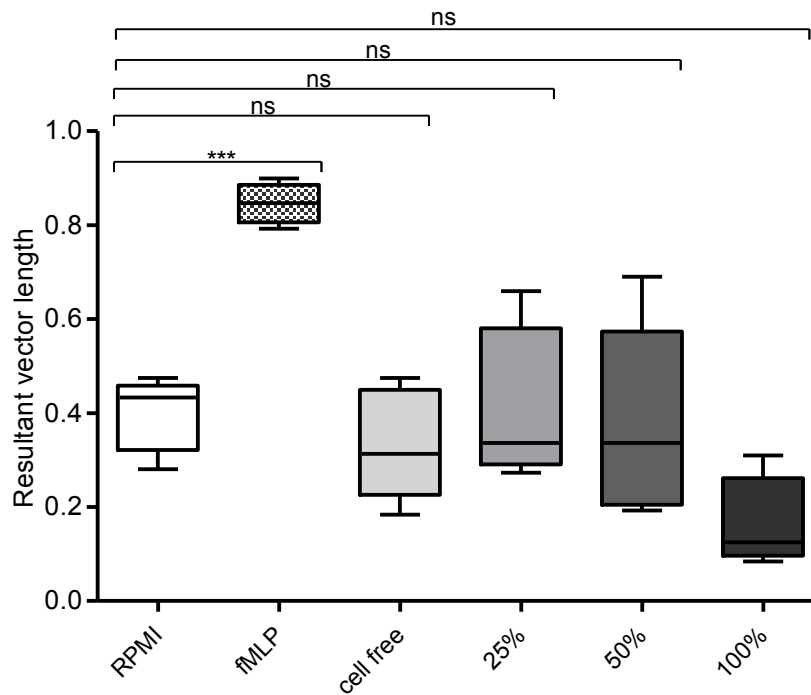 ns
ns
ns
ns
***
1.0
0.8
0.6
0.4
0.2
0.0
Resultant vector length
RPMI
fMLP
cell free
25%
50%
100%